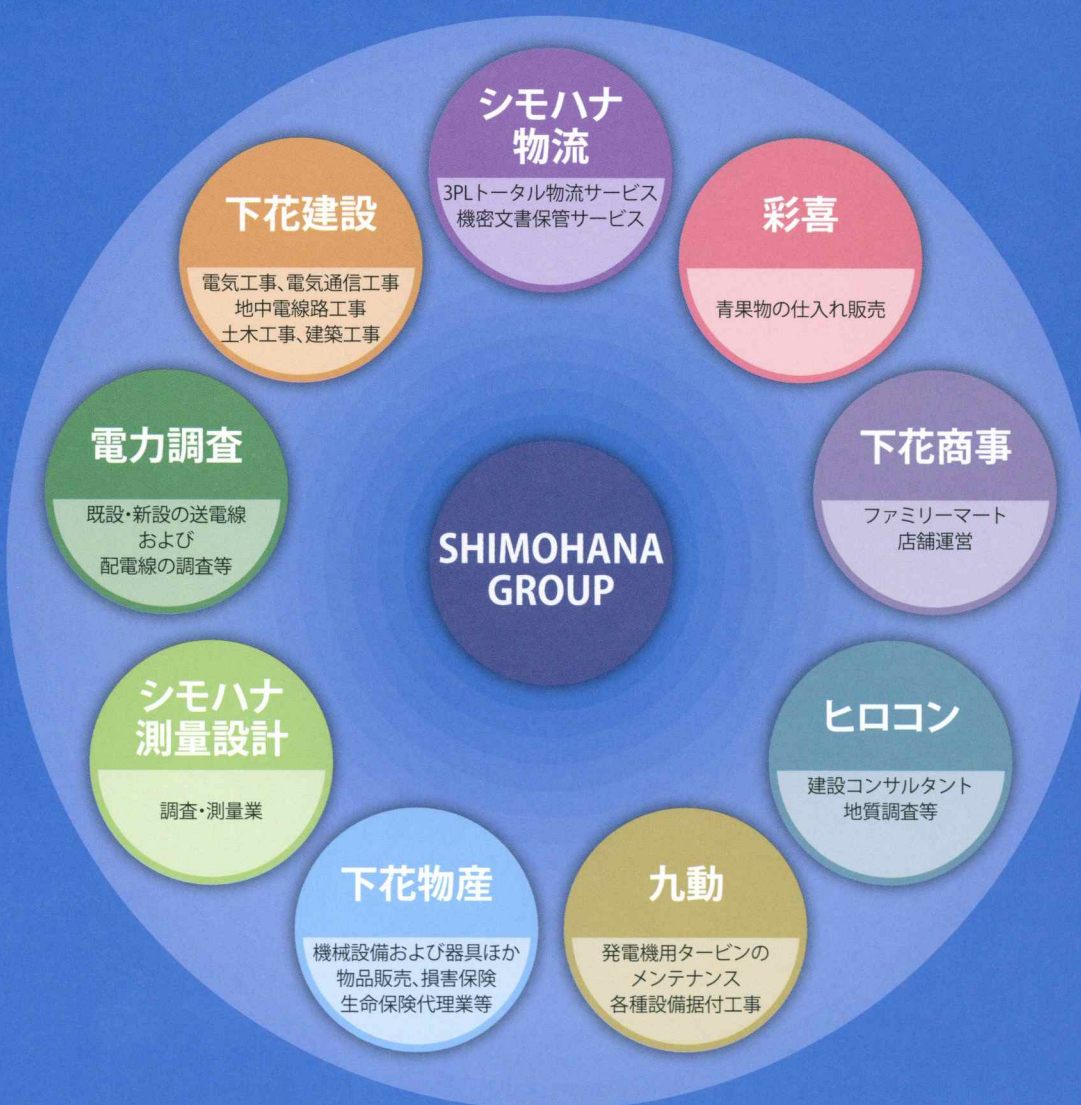 シモハナ
物流
3PLトータル物流サービス
機密文書保管サービス
彩喜
青果物の仕入れ販売
下花商事
ファミリーマート
店舗運営
ヒロコン
建設コンサルタント
地質調査等
九動
発電機用タービンの
メンテナンス
各種設備据付工事
下花物産
機械設備および器具ほか
物品販売、損害保険
生命保険代理業等
シモハナ
測量設計
調査・測量業
電力調査
既設・新設の送電線
および
配電線の調査等
下花建設
電気工事、電気通信工事
地中電線路工事
土木工事、建築工事
SHIMOHANA
GROUP